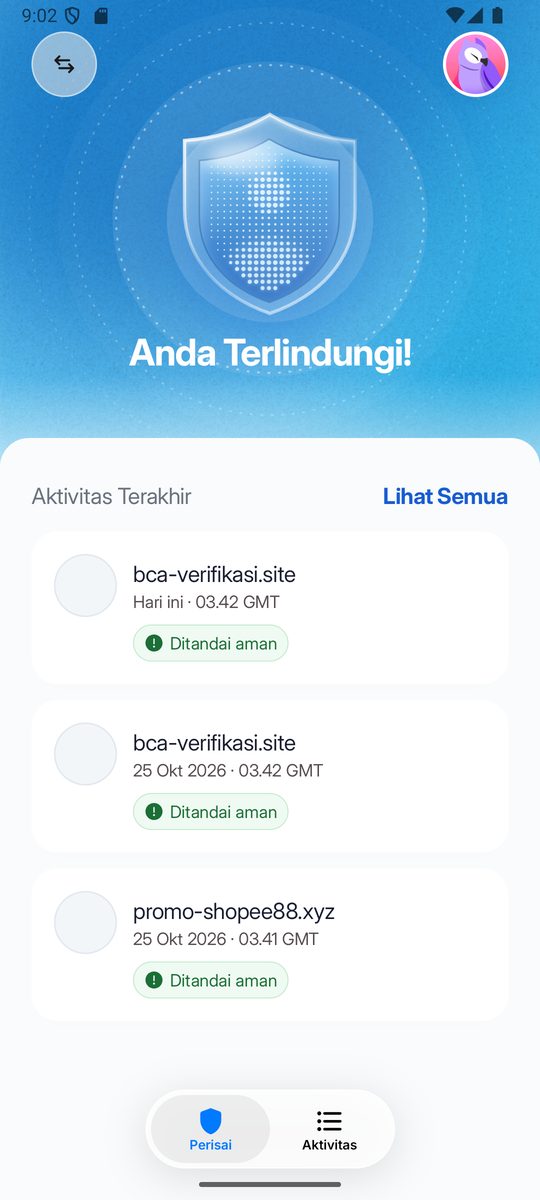 9:02
Anda Terlindungi!
Aktivitas Terakhir
Lihat Semua
bca-verifikasi.site
Hari ini · 03.42 GMT
Ditandai aman
bca-verifikasi.site
25 Okt 2026 · 03.42 GMT
Ditandai aman
promo-shopee88.xyz
25 Okt 2026 · 03.41 GMT
Ditandai aman
Perisai
Aktivitas